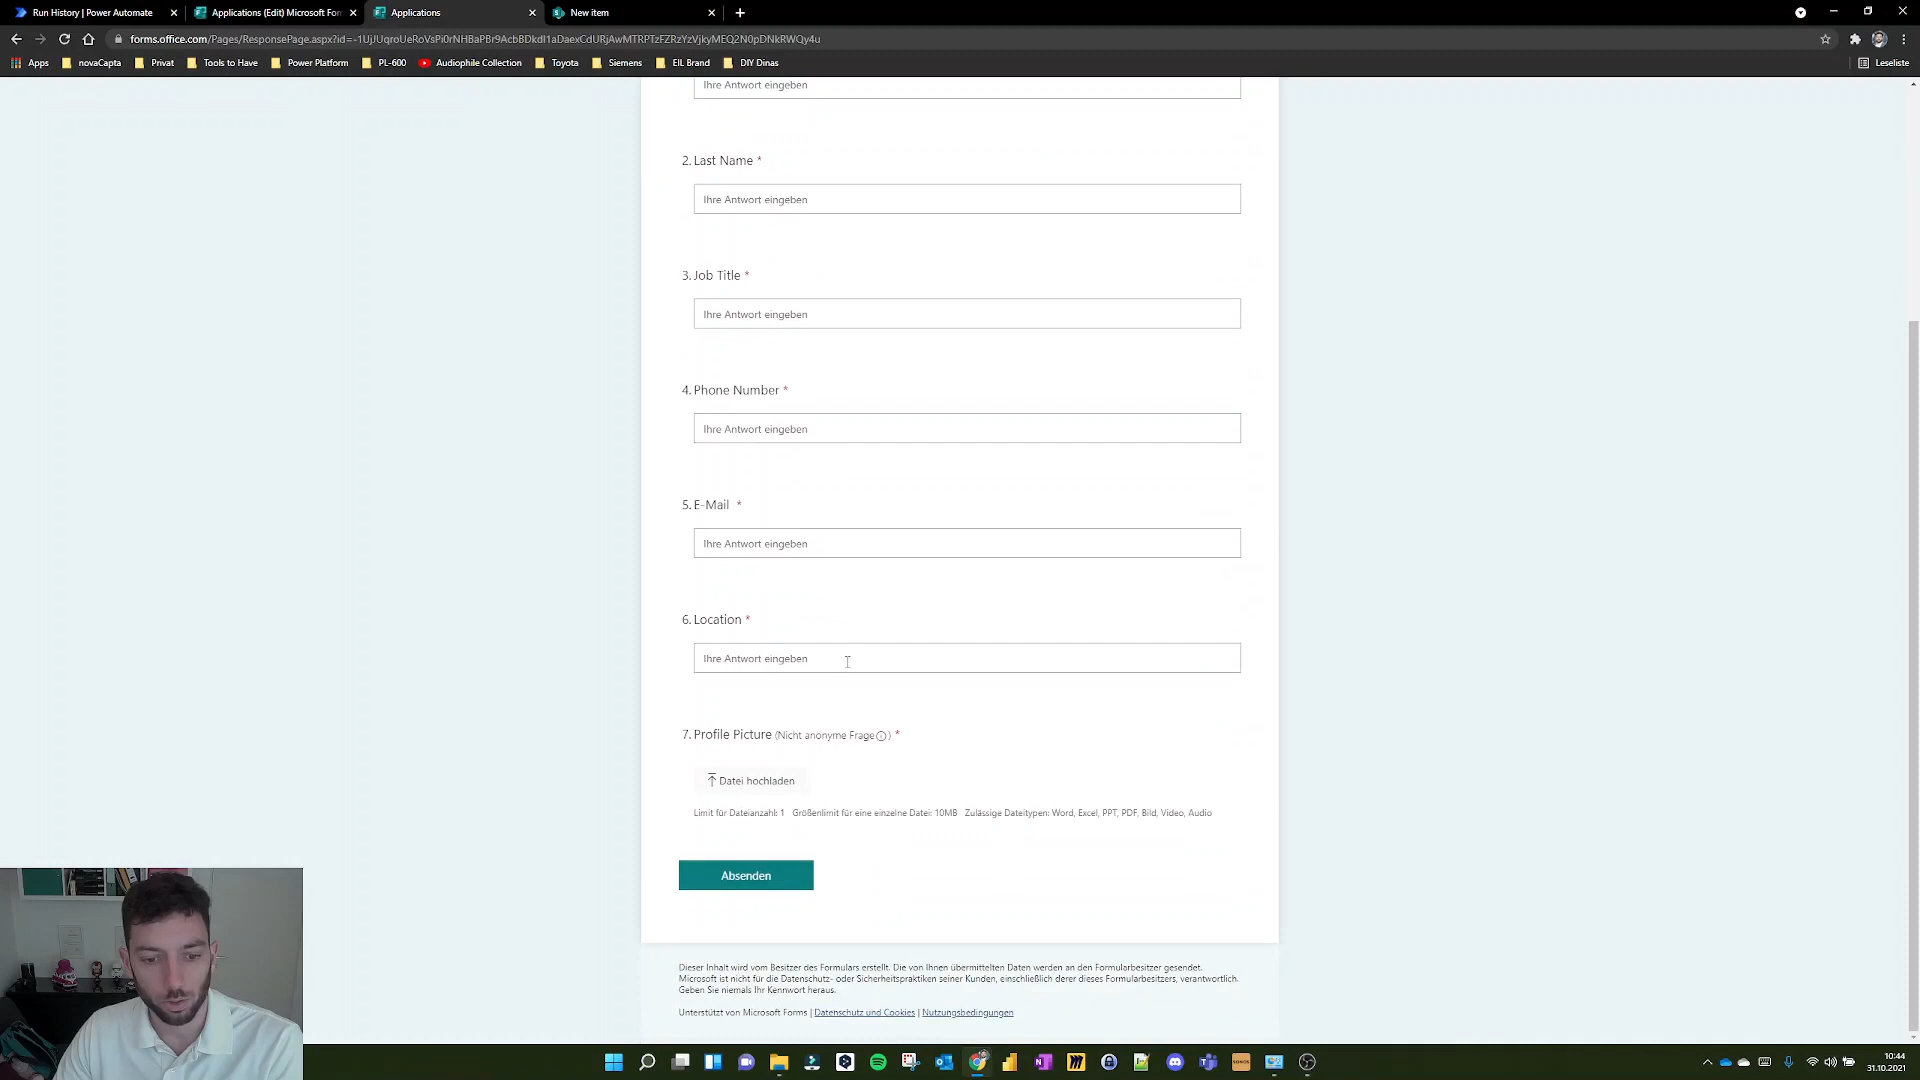 Run History | Power Automate
Applications (Edit) Microsoft For
Applications
New item
forms.office.com/Pages/ResponsePage.aspx?id=-1UjJUqroUeRoVsPi0rNHBaPBr9AcbBDkdI1aDaexCdURjAwMTRPTzFZRzYzVjkyMEQ2N0pDNkRWQy4u
Apps
novaCapta
Privat
Tools to Have
Power Platform
PL-600
Audiophile Collection
Toyota
Siemens
EIL Brand
DIY Dinas
Leseliste
Ihre Antwort eingeben
2. Last Name *
Ihre Antwort eingeben
3. Job Title *
Ihre Antwort eingeben
4. Phone Number *
Ihre Antwort eingeben
5. E-Mail *
Ihre Antwort eingeben
6. Location *
Ihre Antwort eingeben
7. Profile Picture (Nicht anonyme Frage) *
Datei hochladen
Limit für Dateianzahl: 1 Größenlimit für eine einzelne Datei: 10MB Zulässige Dateitypen: Word, Excel, PPT, PDF, Bild, Video, Audio
Absenden
Dieser Inhalt wird vom Besitzer des Formulars erstellt. Die von Ihnen übermittelten Daten werden an den Formularbesitzer gesendet.
Microsoft ist nicht für die Datenschutz- oder Sicherheitspraktiken seiner Kunden, einschließlich derer dieses Formularbesitzers, verantwortlich.
Geben Sie niemals Ihr Kennwort heraus.
Unterstützt von Microsoft Forms | Datenschutz und Cookies | Nutzungsbedingungen
10:44
31.10.2021